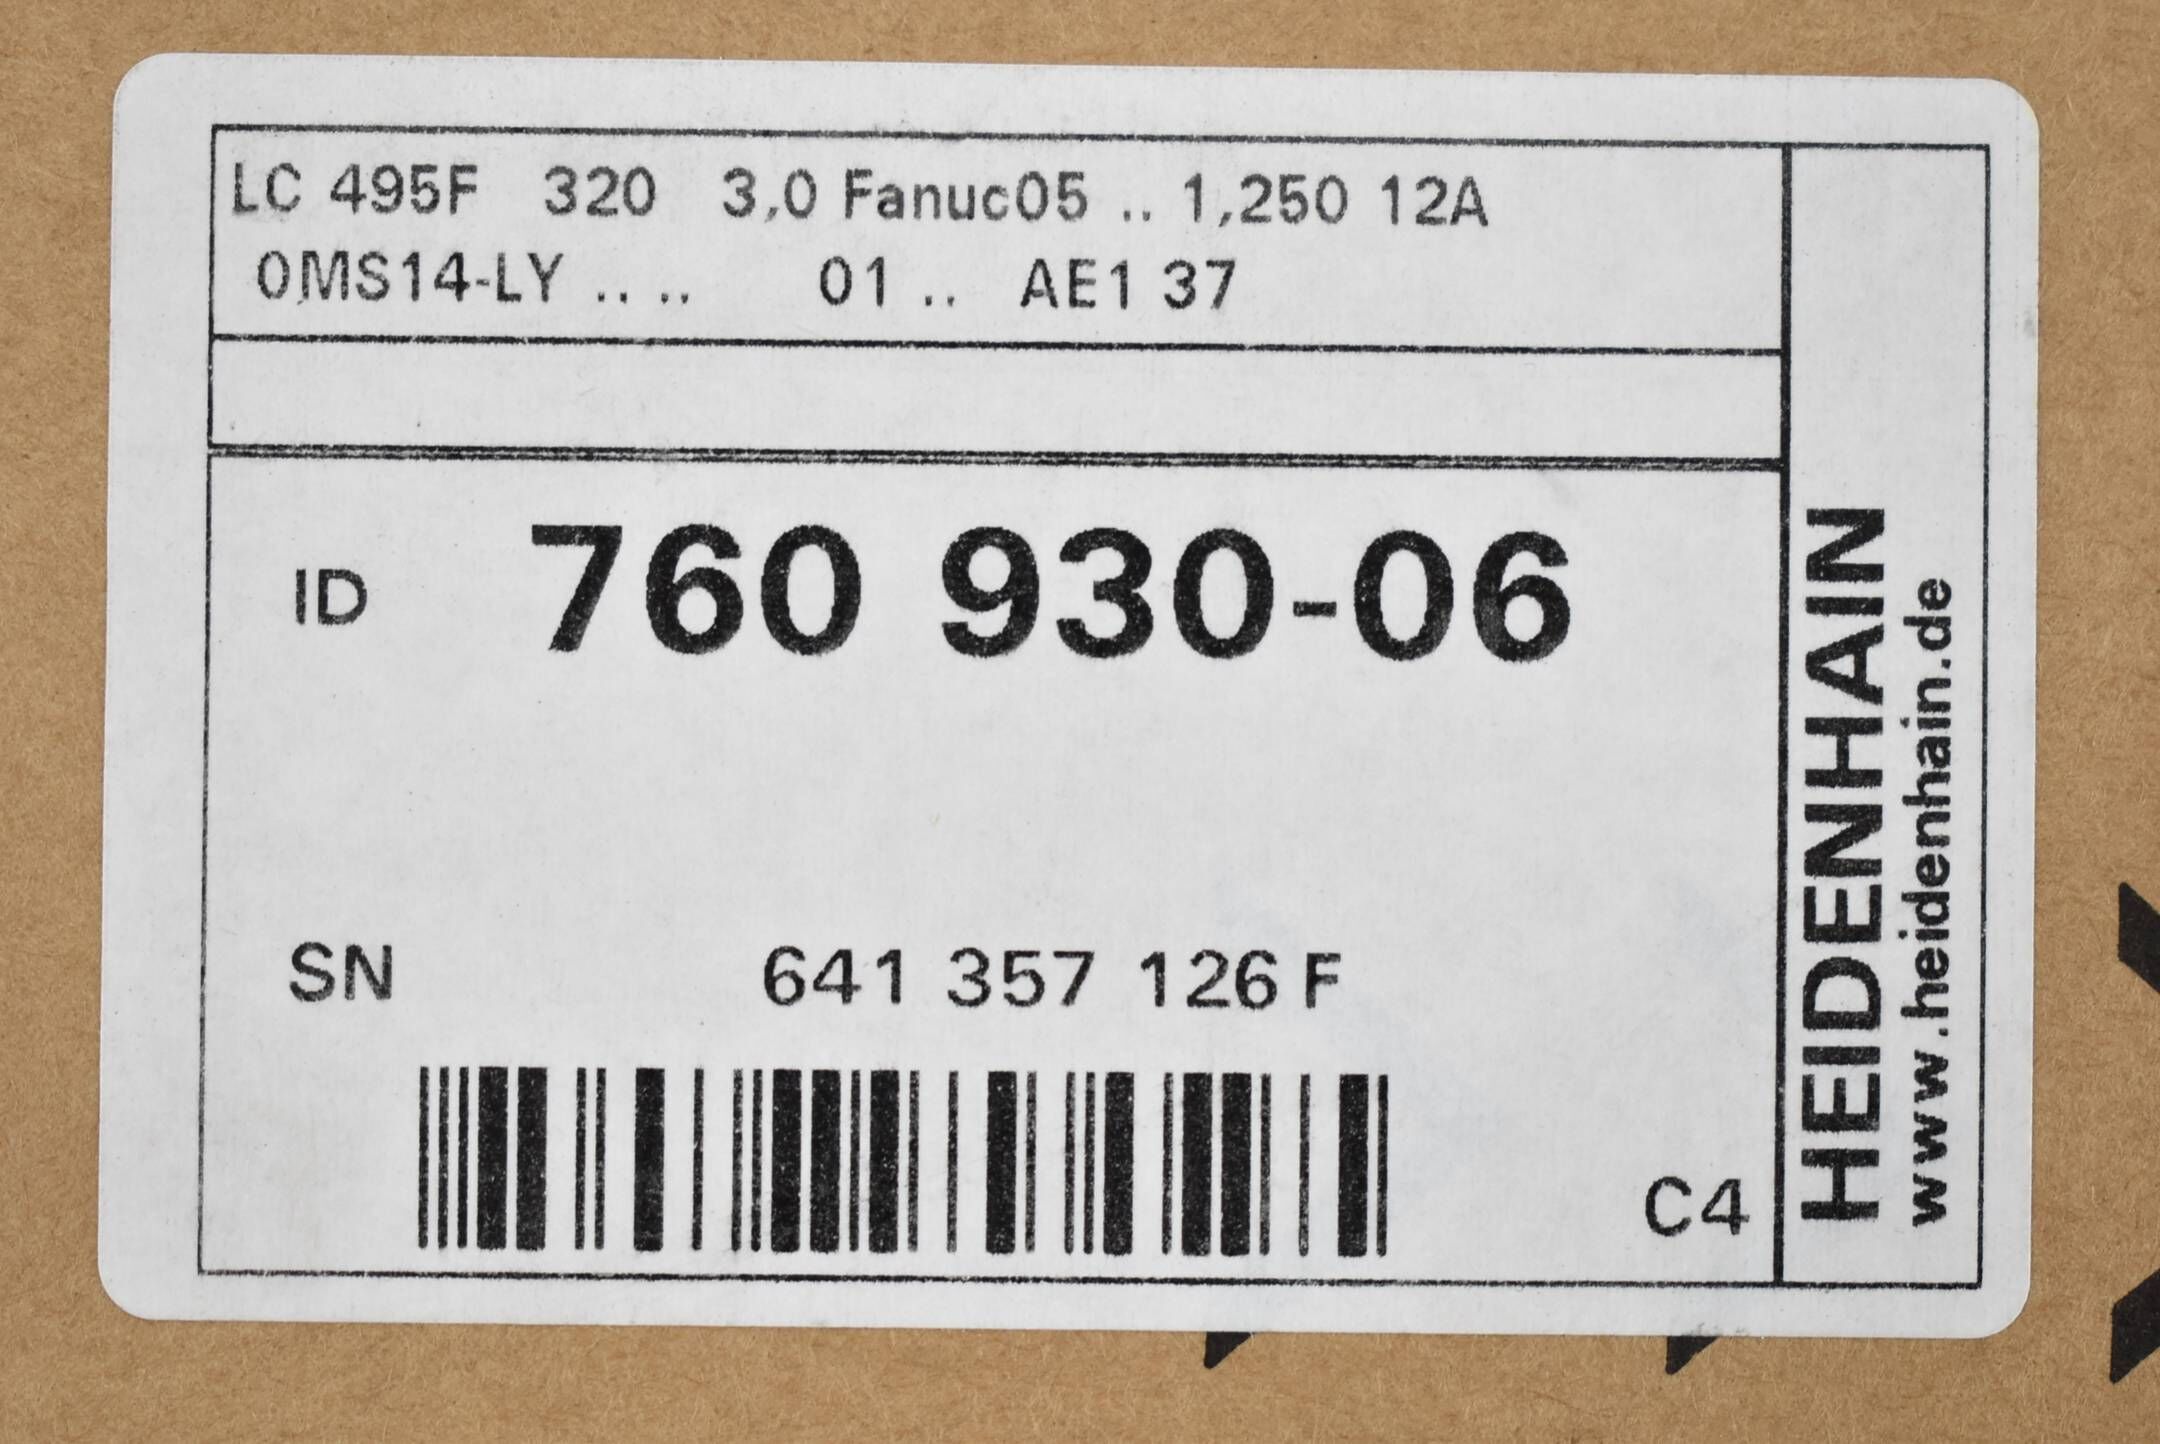 LC 495F 320 3,0 Fanuc05 .. 1,250 12A
0MS14-LY .. .. 01 .. AE1 37
ID 760 930-06
SN 641 357 126 F
C4
HEIDENHAIN
www.heidenhain.de